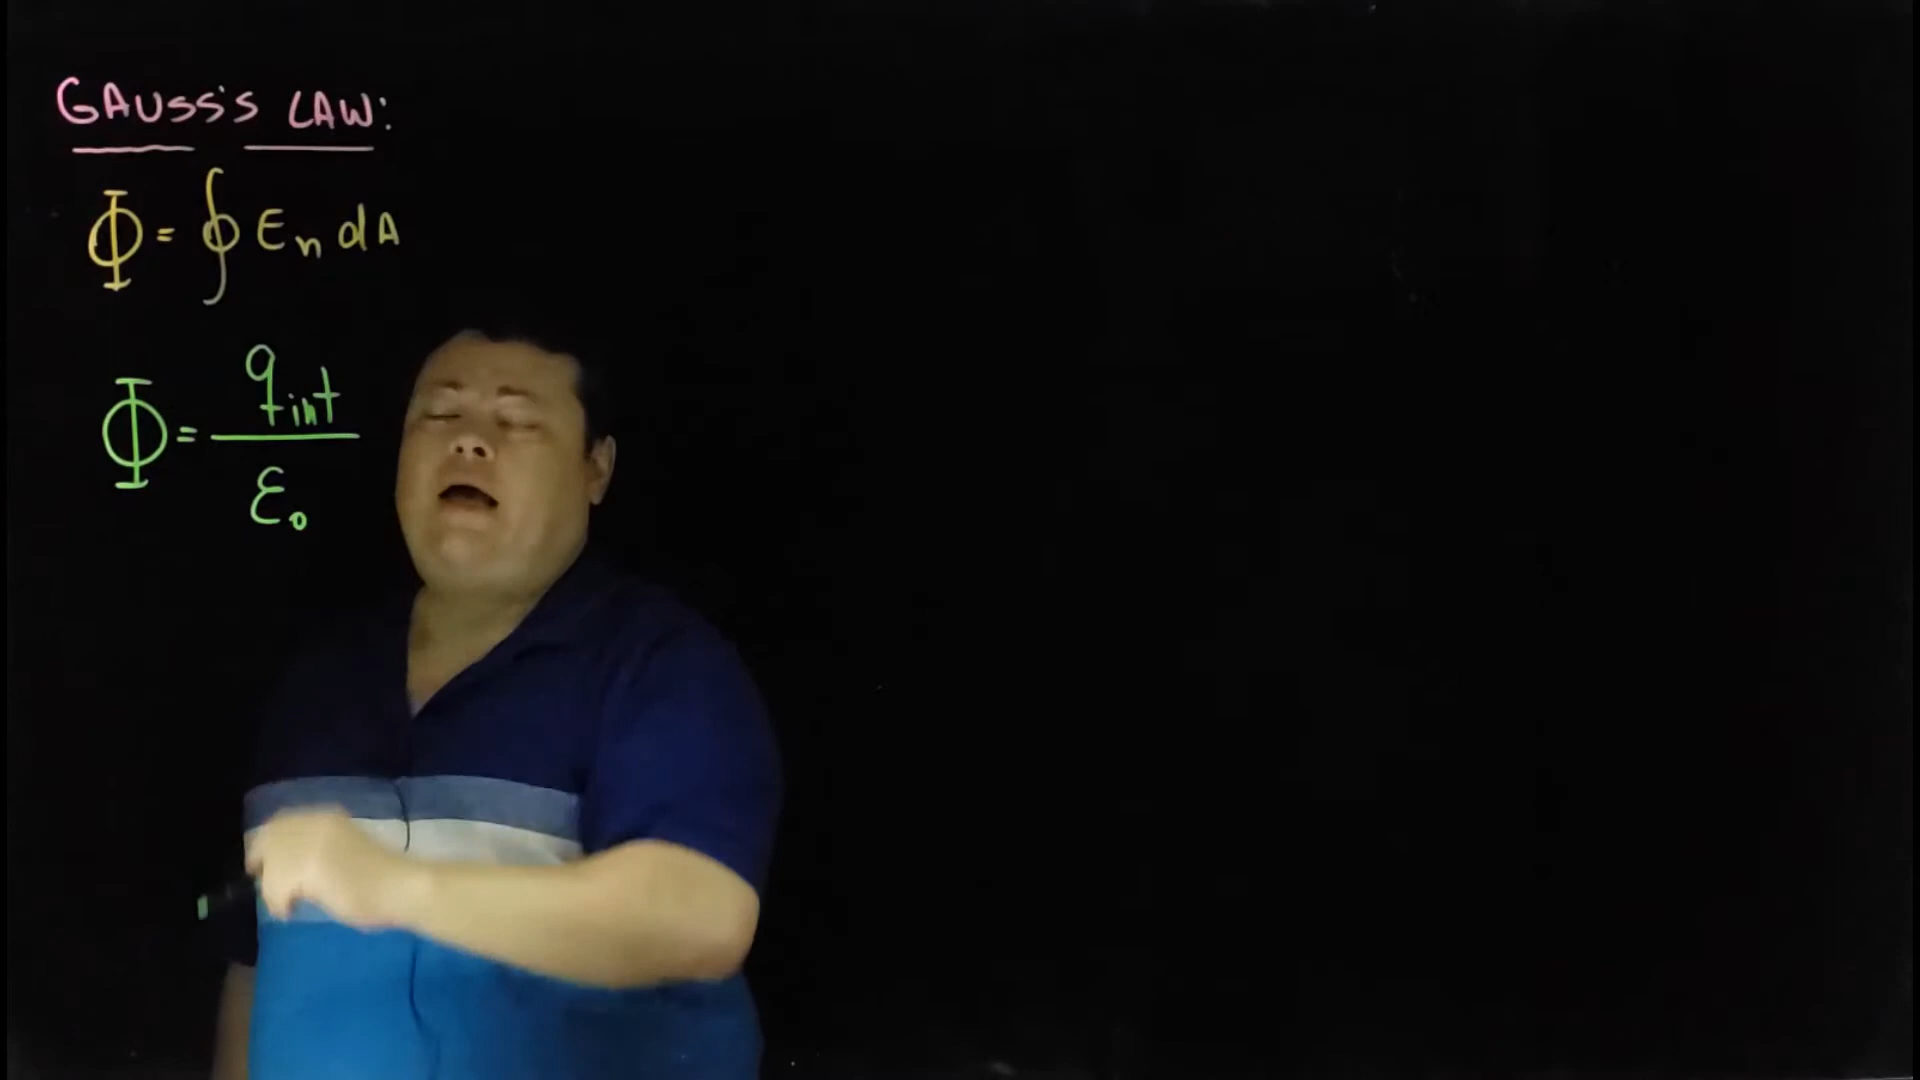 GAUSS'S LAW:
Φ = ∮ En dA
Φ = qint / ε0